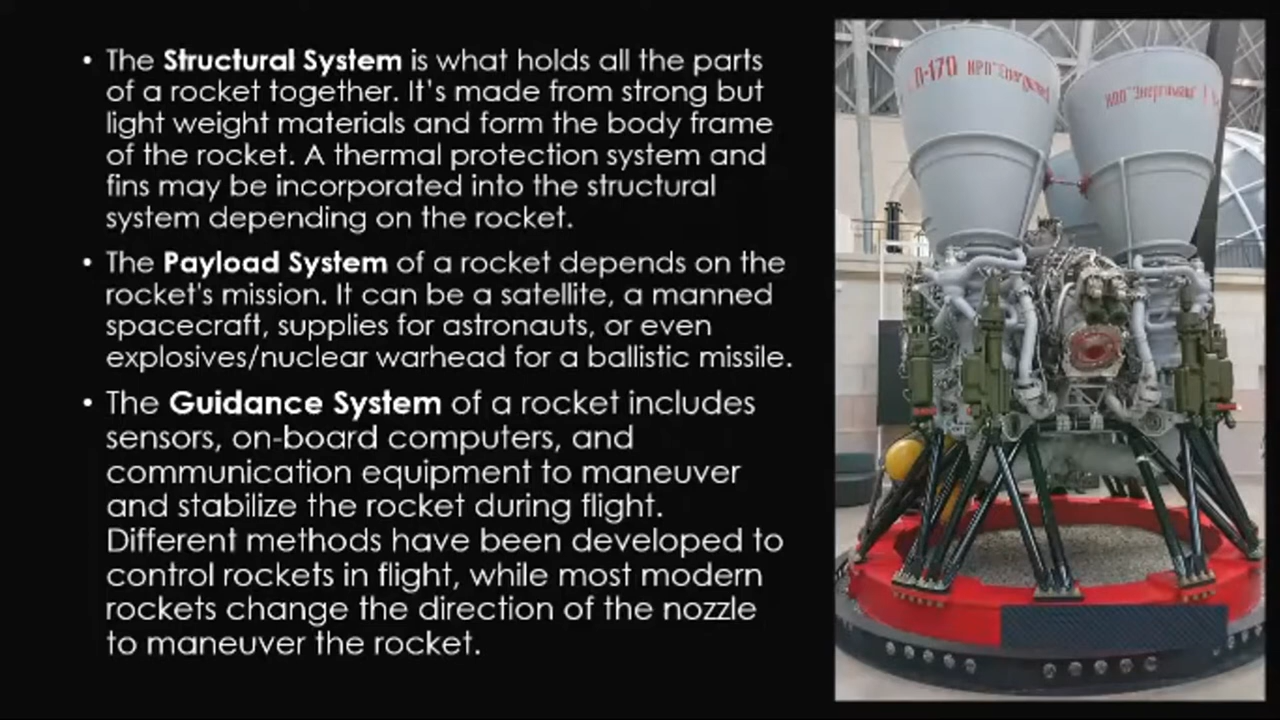 • The Structural System is what holds all the parts
of a rocket together. It's made from strong but
light weight materials and form the body frame
of the rocket. A thermal protection system and
fins may be incorporated into the structural
system depending on the rocket.
• The Payload System of a rocket depends on the
rocket's mission. It can be a satellite, a manned
spacecraft, supplies for astronauts, or even
explosives/nuclear warhead for a ballistic missile.
• The Guidance System of a rocket includes
sensors, on-board computers, and
communication equipment to maneuver
and stabilize the rocket during flight.
Different methods have been developed to
control rockets in flight, while most modern
rockets change the direction of the nozzle
to maneuver the rocket.